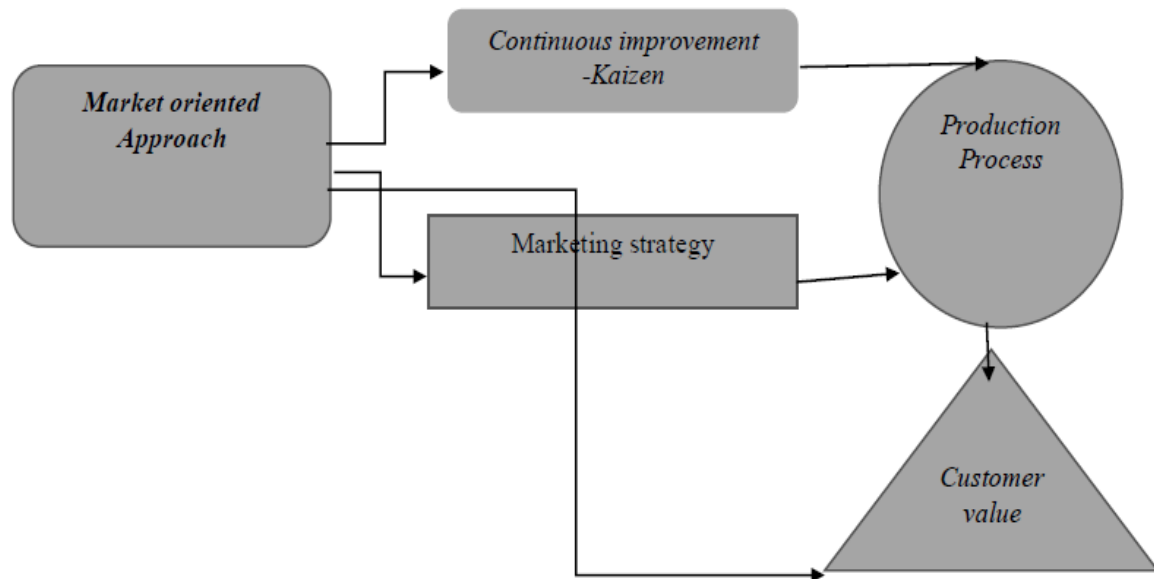 Market oriented
Approach
Continuous improvement
-Kaizen
Production
Process
Marketing strategy
Customer
value